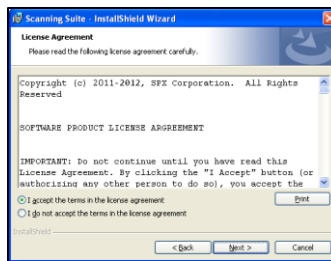 Scanning Suite - InstallShield Wizard
License Agreement
Please read the following license agreement carefully.
Copyright (c) 2011-2012, SPX Corporation. All Rights
Reserved
SOFTWARE PRODUCT LICENSE ARGREEMENT
IMPORTANT: Do not continue until you have read this
License Agreement. By clicking the "I Accept" button (or
authorizing any other person to do so), you accept the
I accept the terms in the license agreement
Print
I do not accept the terms in the license agreement
InstallShield
< Back
Next >
Cancel